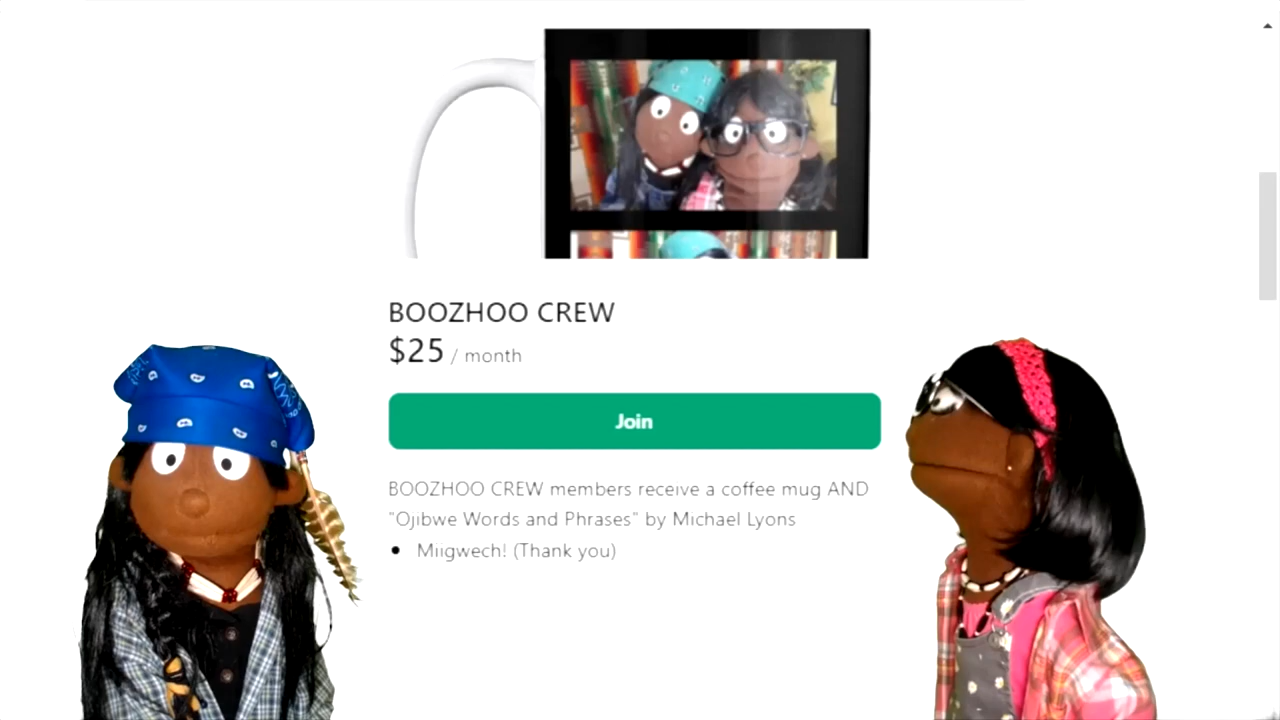 BOOZHOO CREW
$25 / month
Join
BOOZHOO CREW members receive a coffee mug AND
"Ojibwe Words and Phrases" by Michael Lyons
• Miigwech! (Thank you)